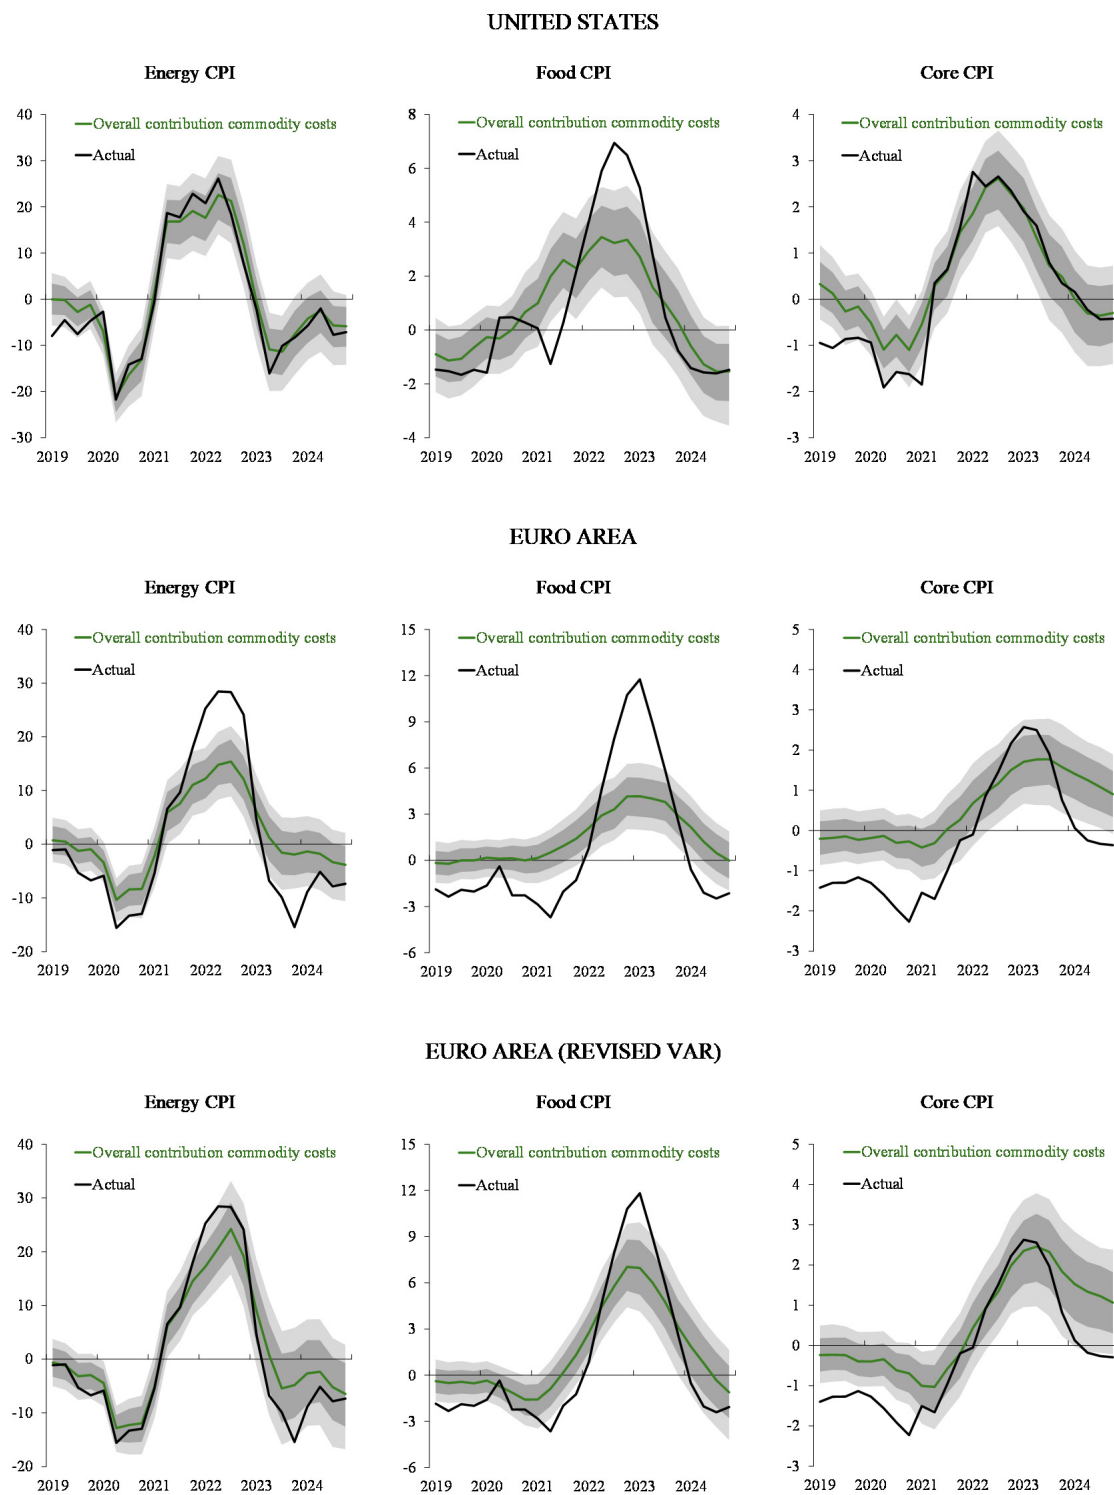 UNITED STATES
Energy CPI
Food CPI
Core CPI
Overall contribution commodity costs
Actual
40
30
20
10
0
-10
-20
-30
2019 2020 2021 2022 2023 2024
Overall contribution commodity costs
Actual
8
6
4
2
0
-2
-4
2019 2020 2021 2022 2023 2024
Overall contribution commodity costs
Actual
4
3
2
1
0
-1
-2
-3
2019 2020 2021 2022 2023 2024
EURO AREA
Energy CPI
Food CPI
Core CPI
Overall contribution commodity costs
Actual
40
30
20
10
0
-10
-20
2019 2020 2021 2022 2023 2024
Overall contribution commodity costs
Actual
15
12
9
6
3
0
-3
-6
2019 2020 2021 2022 2023 2024
Overall contribution commodity costs
Actual
5
4
3
2
1
0
-1
-2
-3
2019 2020 2021 2022 2023 2024
EURO AREA (REVISED VAR)
Energy CPI
Food CPI
Core CPI
Overall contribution commodity costs
Actual
40
30
20
10
0
-10
-20
2019 2020 2021 2022 2023 2024
Overall contribution commodity costs
Actual
15
12
9
6
3
0
-3
-6
2019 2020 2021 2022 2023 2024
Overall contribution commodity costs
Actual
5
4
3
2
1
0
-1
-2
-3
2019 2020 2021 2022 2023 2024